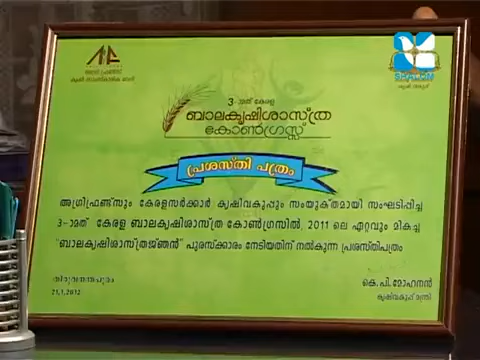 അഗ്രി ഫ്രണ്ട്സ്
കൃഷി സാംസ്കാരിക വേദി
3-ാമത് കേരള
ബാലകൃഷിശാസ്ത്ര
കോൺഗ്രസ്സ്
പ്രശസ്തി പത്രം
അഗ്രിഫ്രണ്ട്സും കേരളസർക്കാർ കൃഷിവകുപ്പും സംയുക്തമായി സംഘടിപ്പിച്ച
3-ാമത് കേരള ബാലകൃഷിശാസ്ത്ര കോൺഗ്രസിൽ, 2011 ലെ ഏറ്റവും മികച്ച
"ബാലകൃഷിശാസ്ത്രജ്ഞൻ" പുരസ്ക്കാരം നേടിയതിന് നൽകുന്ന പ്രശസ്തിപത്രം
തിരുവനന്തപുരം
21,1,2012
കെ.പി.മോഹനൻ
കൃഷിവകുപ്പ് മന്ത്രി